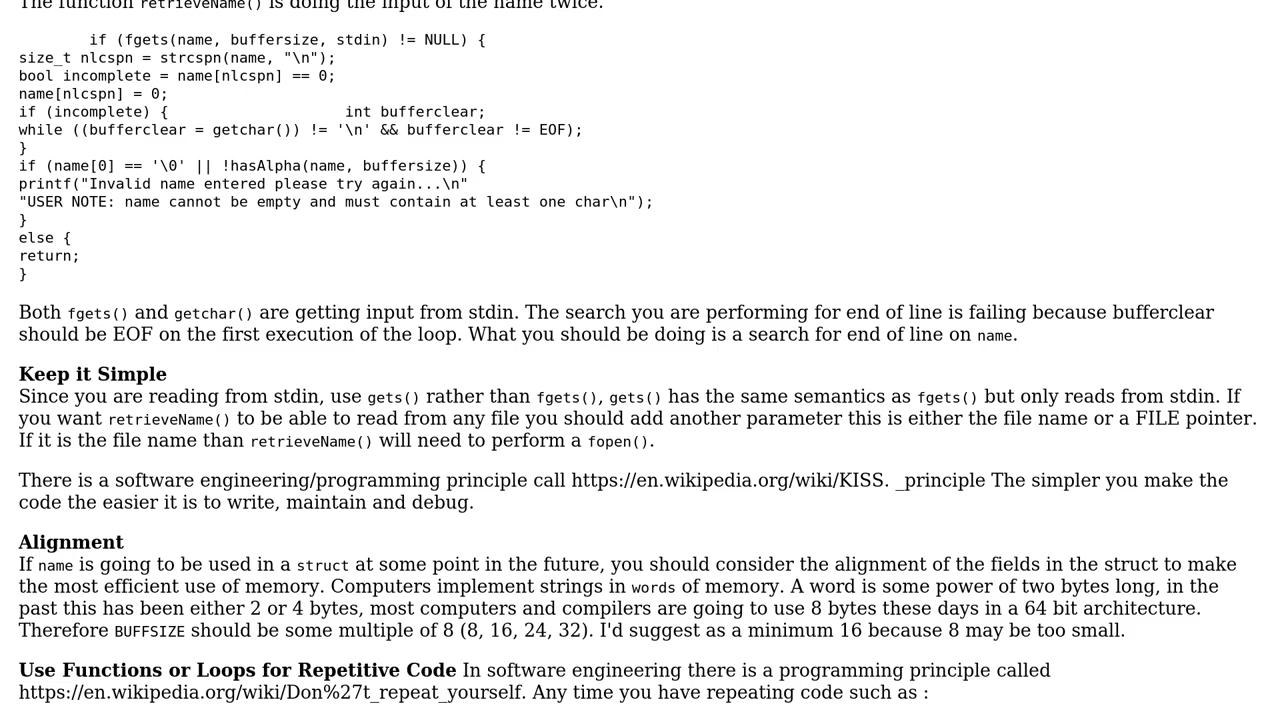 The function retrieveName() is doing the input of the name twice.
if (fgets(name, buffersize, stdin) != NULL) {
size_t nlcspn = strcspn(name, "\n");
bool incomplete = name[nlcspn] == 0;
name[nlcspn] = 0;
if (incomplete) { int bufferclear;
while ((bufferclear = getchar()) != '\n' && bufferclear != EOF);
}
if (name[0] == '\0' || !hasAlpha(name, buffersize)) {
printf("Invalid name entered please try again...\n"
"USER NOTE: name cannot be empty and must contain at least one char\n");
}
else {
return;
}
Both fgets() and getchar() are getting input from stdin. The search you are performing for end of line is failing because bufferclear
should be EOF on the first execution of the loop. What you should be doing is a search for end of line on name.
Keep it Simple
Since you are reading from stdin, use gets() rather than fgets(), gets() has the same semantics as fgets() but only reads from stdin. If
you want retrieveName() to be able to read from any file you should add another parameter this is either the file name or a FILE pointer.
If it is the file name than retrieveName() will need to perform a fopen().
There is a software engineering/programming principle call https://en.wikipedia.org/wiki/KISS. _principle The simpler you make the
code the easier it is to write, maintain and debug.
Alignment
If name is going to be used in a struct at some point in the future, you should consider the alignment of the fields in the struct to make
the most efficient use of memory. Computers implement strings in words of memory. A word is some power of two bytes long, in the
past this has been either 2 or 4 bytes, most computers and compilers are going to use 8 bytes these days in a 64 bit architecture.
Therefore BUFFSIZE should be some multiple of 8 (8, 16, 24, 32). I'd suggest as a minimum 16 because 8 may be too small.
Use Functions or Loops for Repetitive Code In software engineering there is a programming principle called
https://en.wikipedia.org/wiki/Don%27t_repeat_yourself. Any time you have repeating code such as :